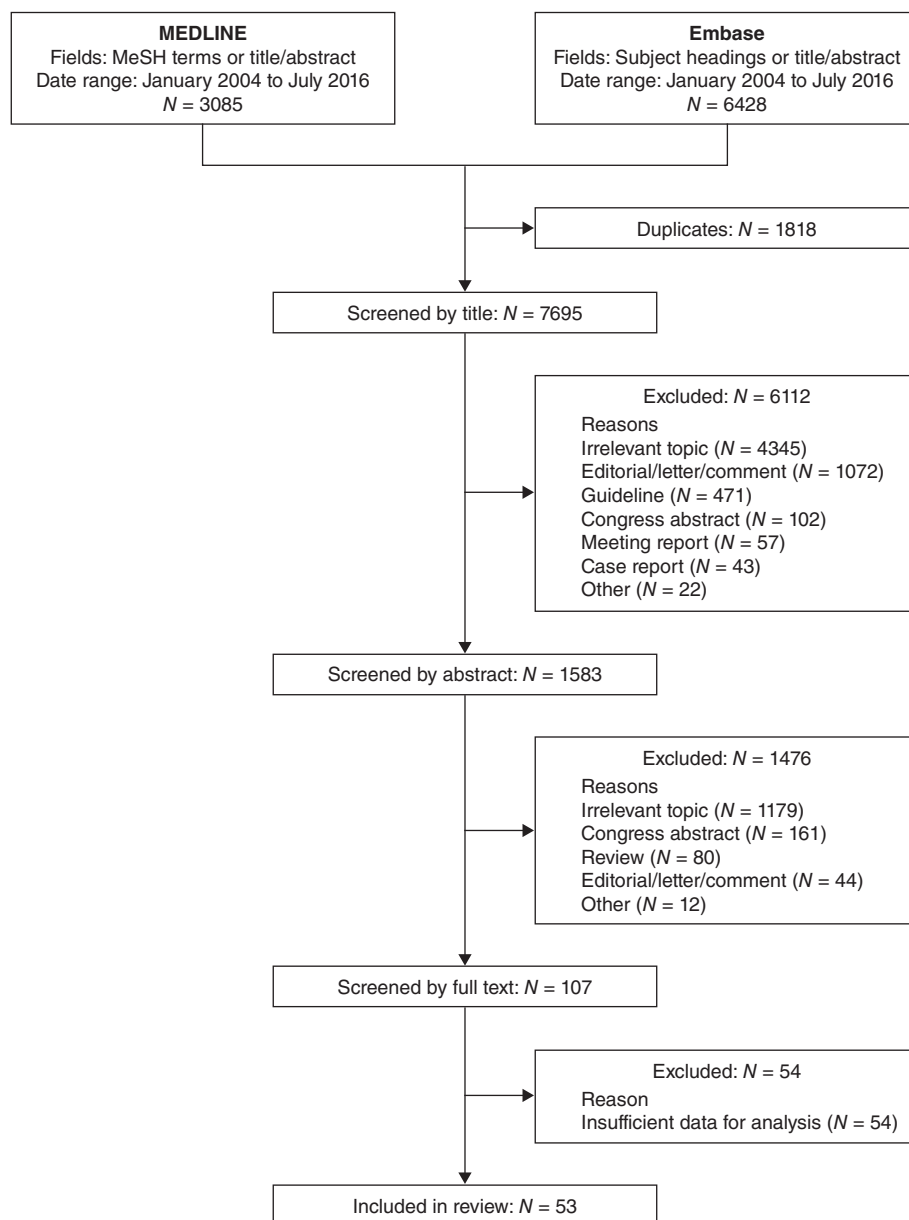 MEDLINE
Fields: MeSH terms or title/abstract
Date range: January 2004 to July 2016
N = 3085
Embase
Fields: Subject headings or title/abstract
Date range: January 2004 to July 2016
N = 6428
Duplicates: N = 1818
Screened by title: N = 7695
Excluded: N = 6112
Reasons
Irrelevant topic (N = 4345)
Editorial/letter/comment (N = 1072)
Guideline (N = 471)
Congress abstract (N = 102)
Meeting report (N = 57)
Case report (N = 43)
Other (N = 22)
Screened by abstract: N = 1583
Excluded: N = 1476
Reasons
Irrelevant topic (N = 1179)
Congress abstract (N = 161)
Review (N = 80)
Editorial/letter/comment (N = 44)
Other (N = 12)
Screened by full text: N = 107
Excluded: N = 54
Reason
Insufficient data for analysis (N = 54)
Included in review: N = 53